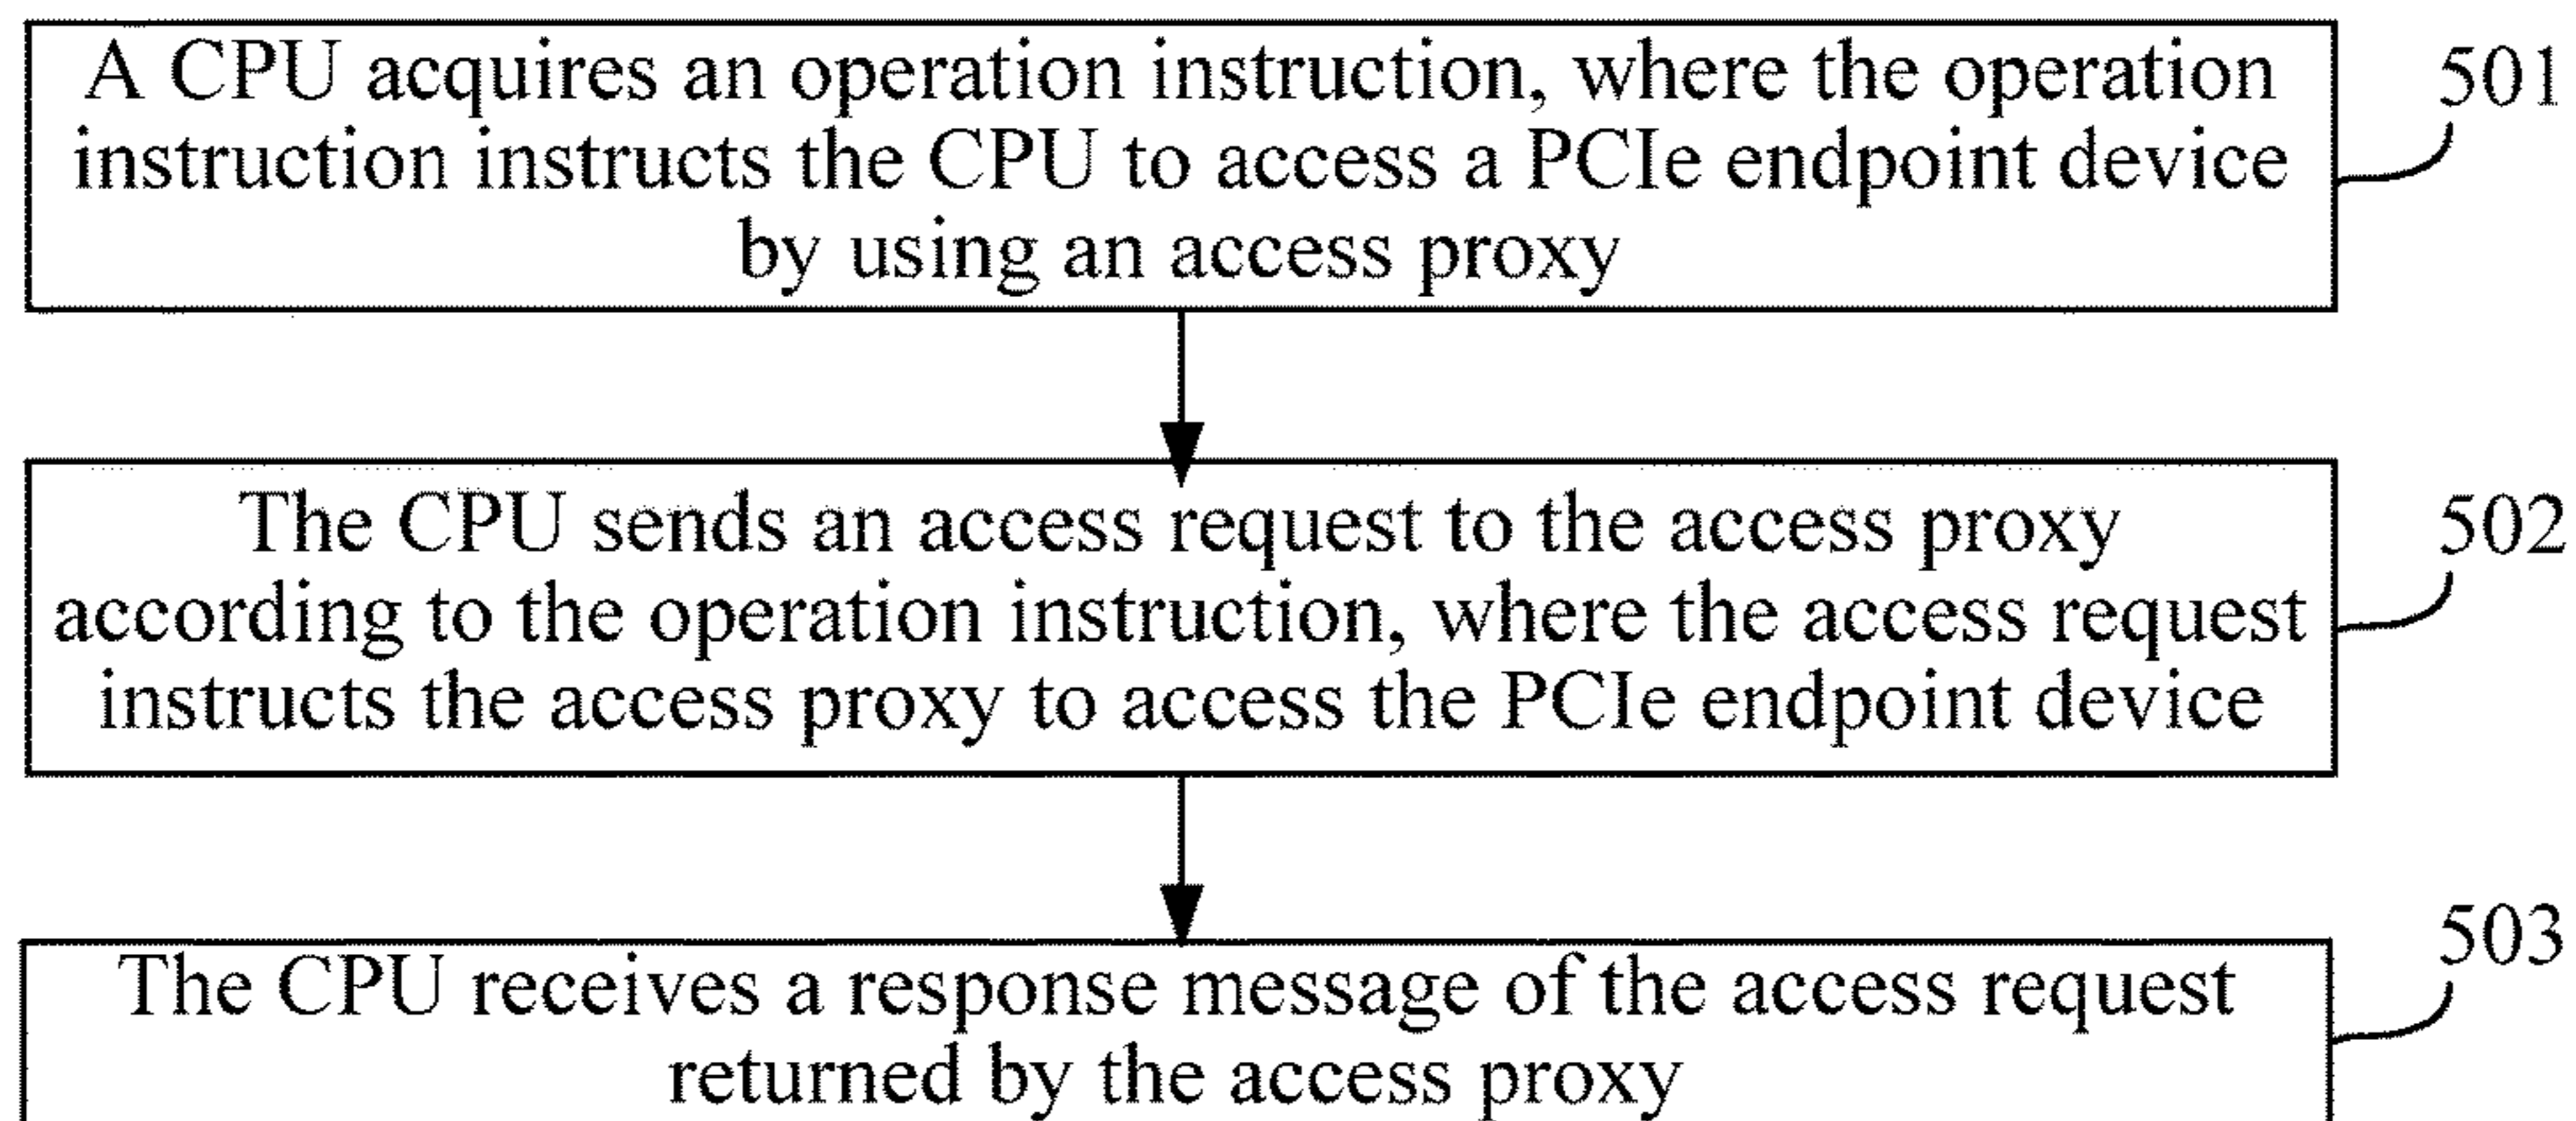 A CPU acquires an operation instruction, where the operation
instruction instructs the CPU to access a PCIe endpoint device
by using an access proxy
501
The CPU sends an access request to the access proxy
according to the operation instruction, where the access request
instructs the access proxy to access the PCIe endpoint device
502
The CPU receives a response message of the access request
returned by the access proxy
503